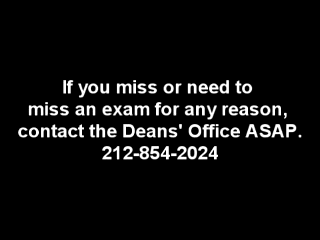 If you miss or need to
miss an exam for any reason,
contact the Deans' Office ASAP.
212-854-2024